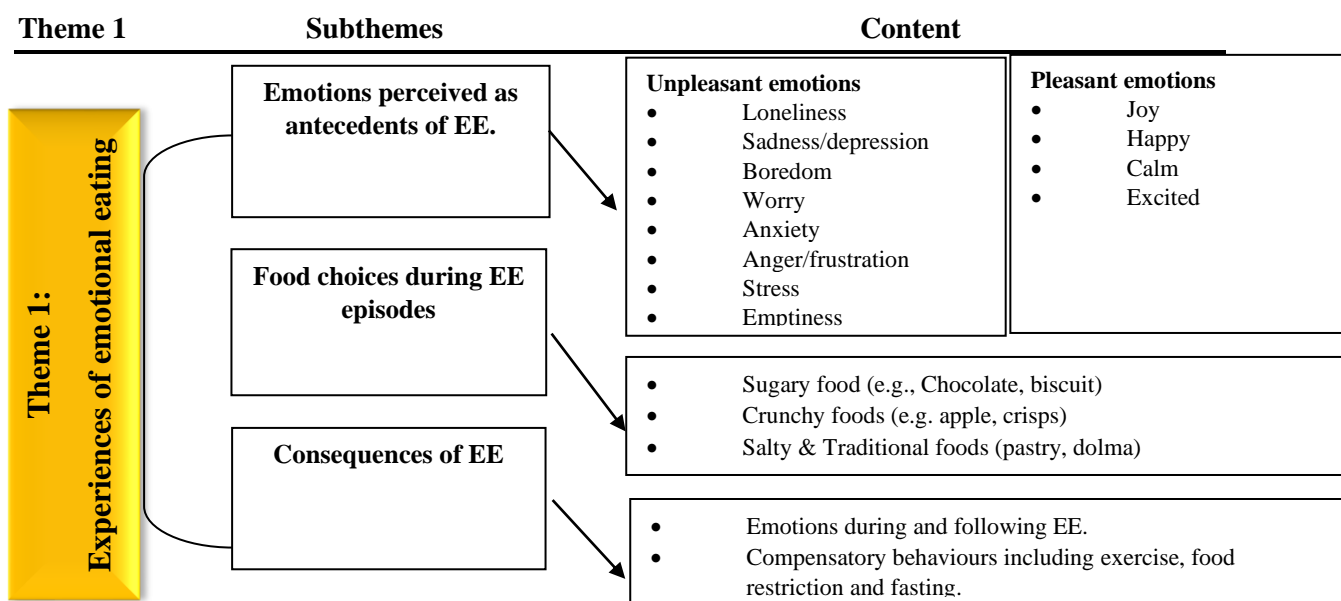 Theme 1 Subthemes Content
Theme 1:
Experiences of emotional eating
Emotions perceived as
antecedents of EE.
Unpleasant emotions
• Loneliness
• Sadness/depression
• Boredom
• Worry
• Anxiety
• Anger/frustration
• Stress
• Emptiness
Pleasant emotions
• Joy
• Happy
• Calm
• Excited
Food choices during EE
episodes
• Sugary food (e.g., Chocolate, biscuit)
• Crunchy foods (e.g. apple, crisps)
• Salty & Traditional foods (pastry, dolma)
Consequences of EE
• Emotions during and following EE.
• Compensatory behaviours including exercise, food
restriction and fasting.